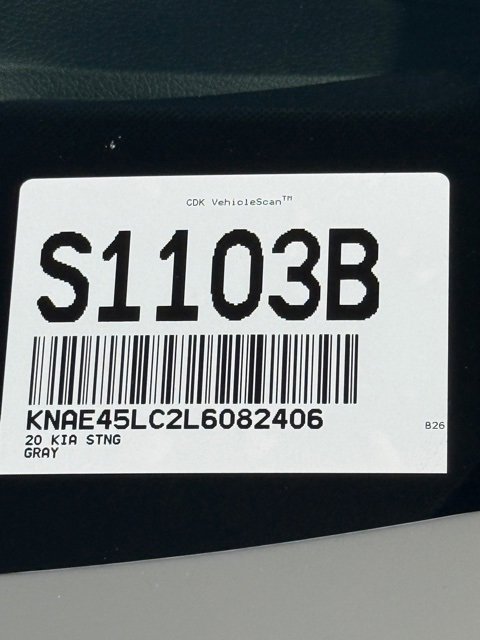 CDK VehicleScan™
S1103B
KNAE45LC2L6082406
B26
20 KIA STNG
GRAY